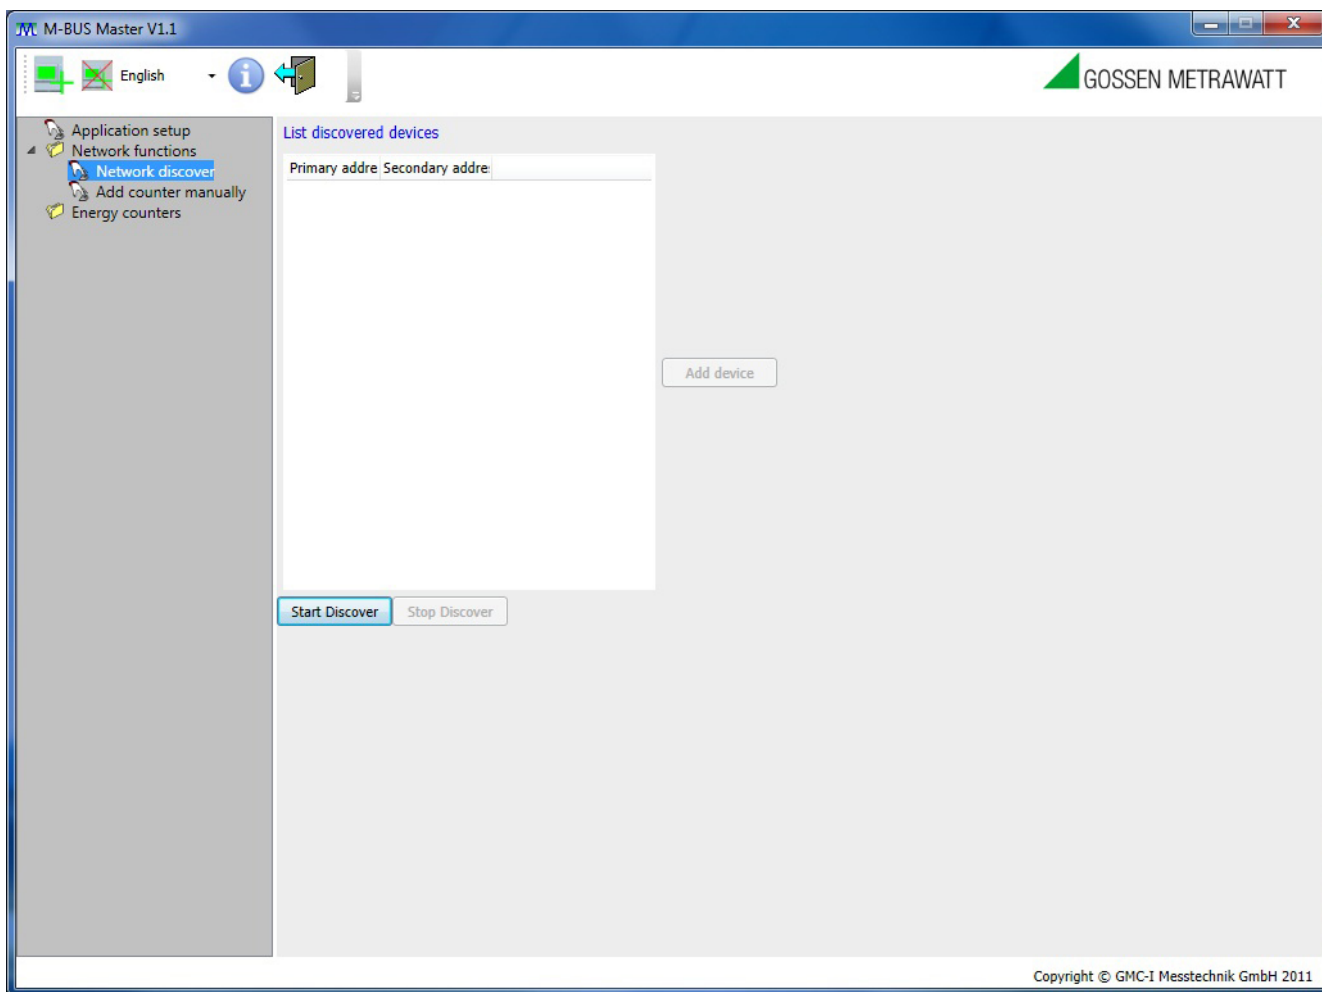 M-BUS Master V1.1
English
GOSSEN METRAWATT
Application setup
Network functions
Network discover
Add counter manually
Energy counters
List discovered devices
Primary addre Secondary addre
Add device
Start Discover Stop Discover
Copyright © GMC-I Messtechnik GmbH 2011